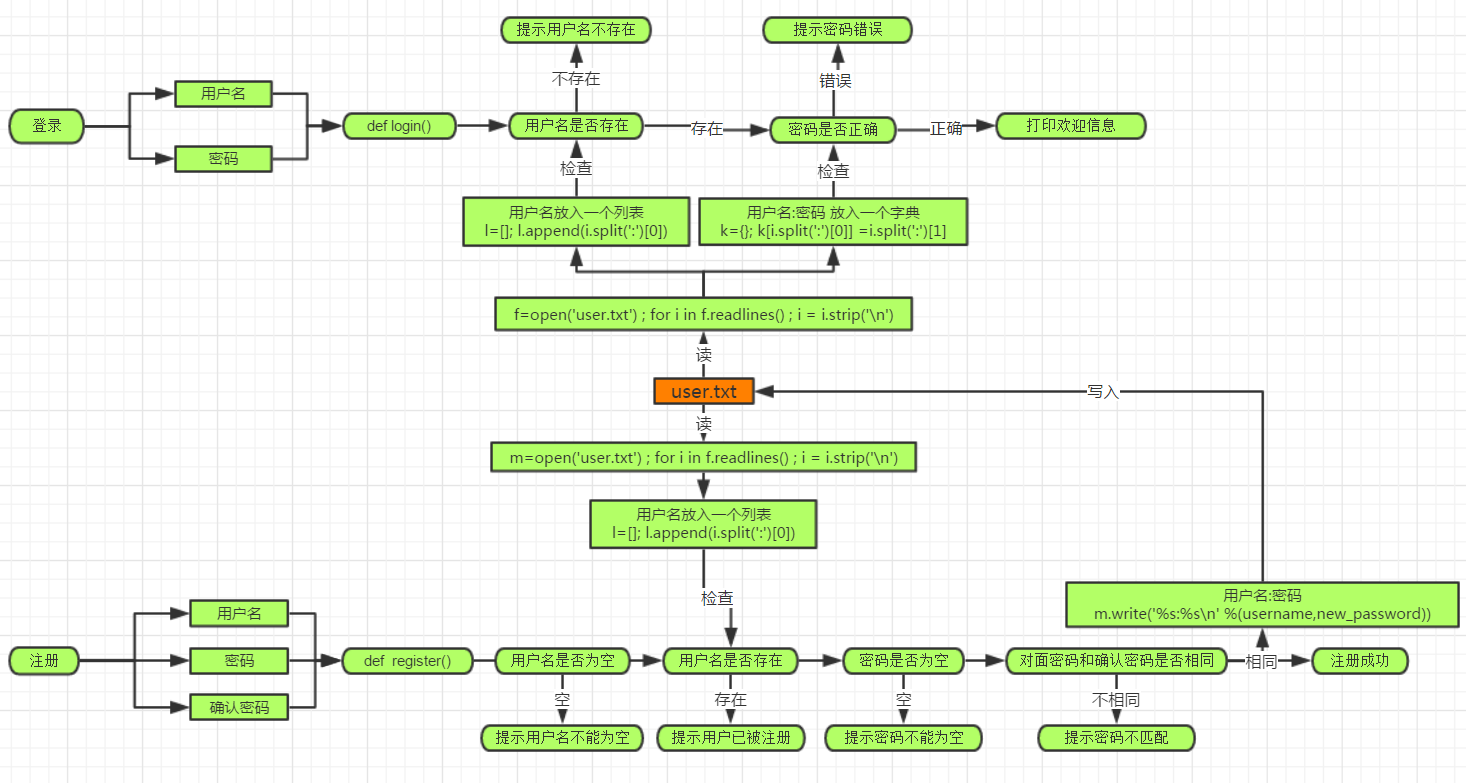 提示用户名不存在
提示密码错误
不存在
错误
用户名
登录
def login()
用户名是否存在
存在
密码是否正确
正确
打印欢迎信息
密码
检查
检查
用户名放入一个列表
l=[]; l.append(i.split(':')[0])
用户名:密码 放入一个字典
k={}; k[i.split(':')[0]] =i.split(':')[1]
f=open('user.txt') ; for i in f.readlines() ; i = i.strip('\n')
读
user.txt
写入
读
m=open('user.txt') ; for i in f.readlines() ; i = i.strip('\n')
用户名放入一个列表
l=[]; l.append(i.split(':')[0])
检查
用户名:密码
m.write('%s:%s\n' %(username,new_password))
用户名
注册
密码
def register()
用户名是否为空
用户名是否存在
密码是否为空
对面密码和确认密码是否相同
相同
注册成功
确认密码
空
存在
空
不相同
提示用户名不能为空
提示用户已被注册
提示密码不能为空
提示密码不匹配